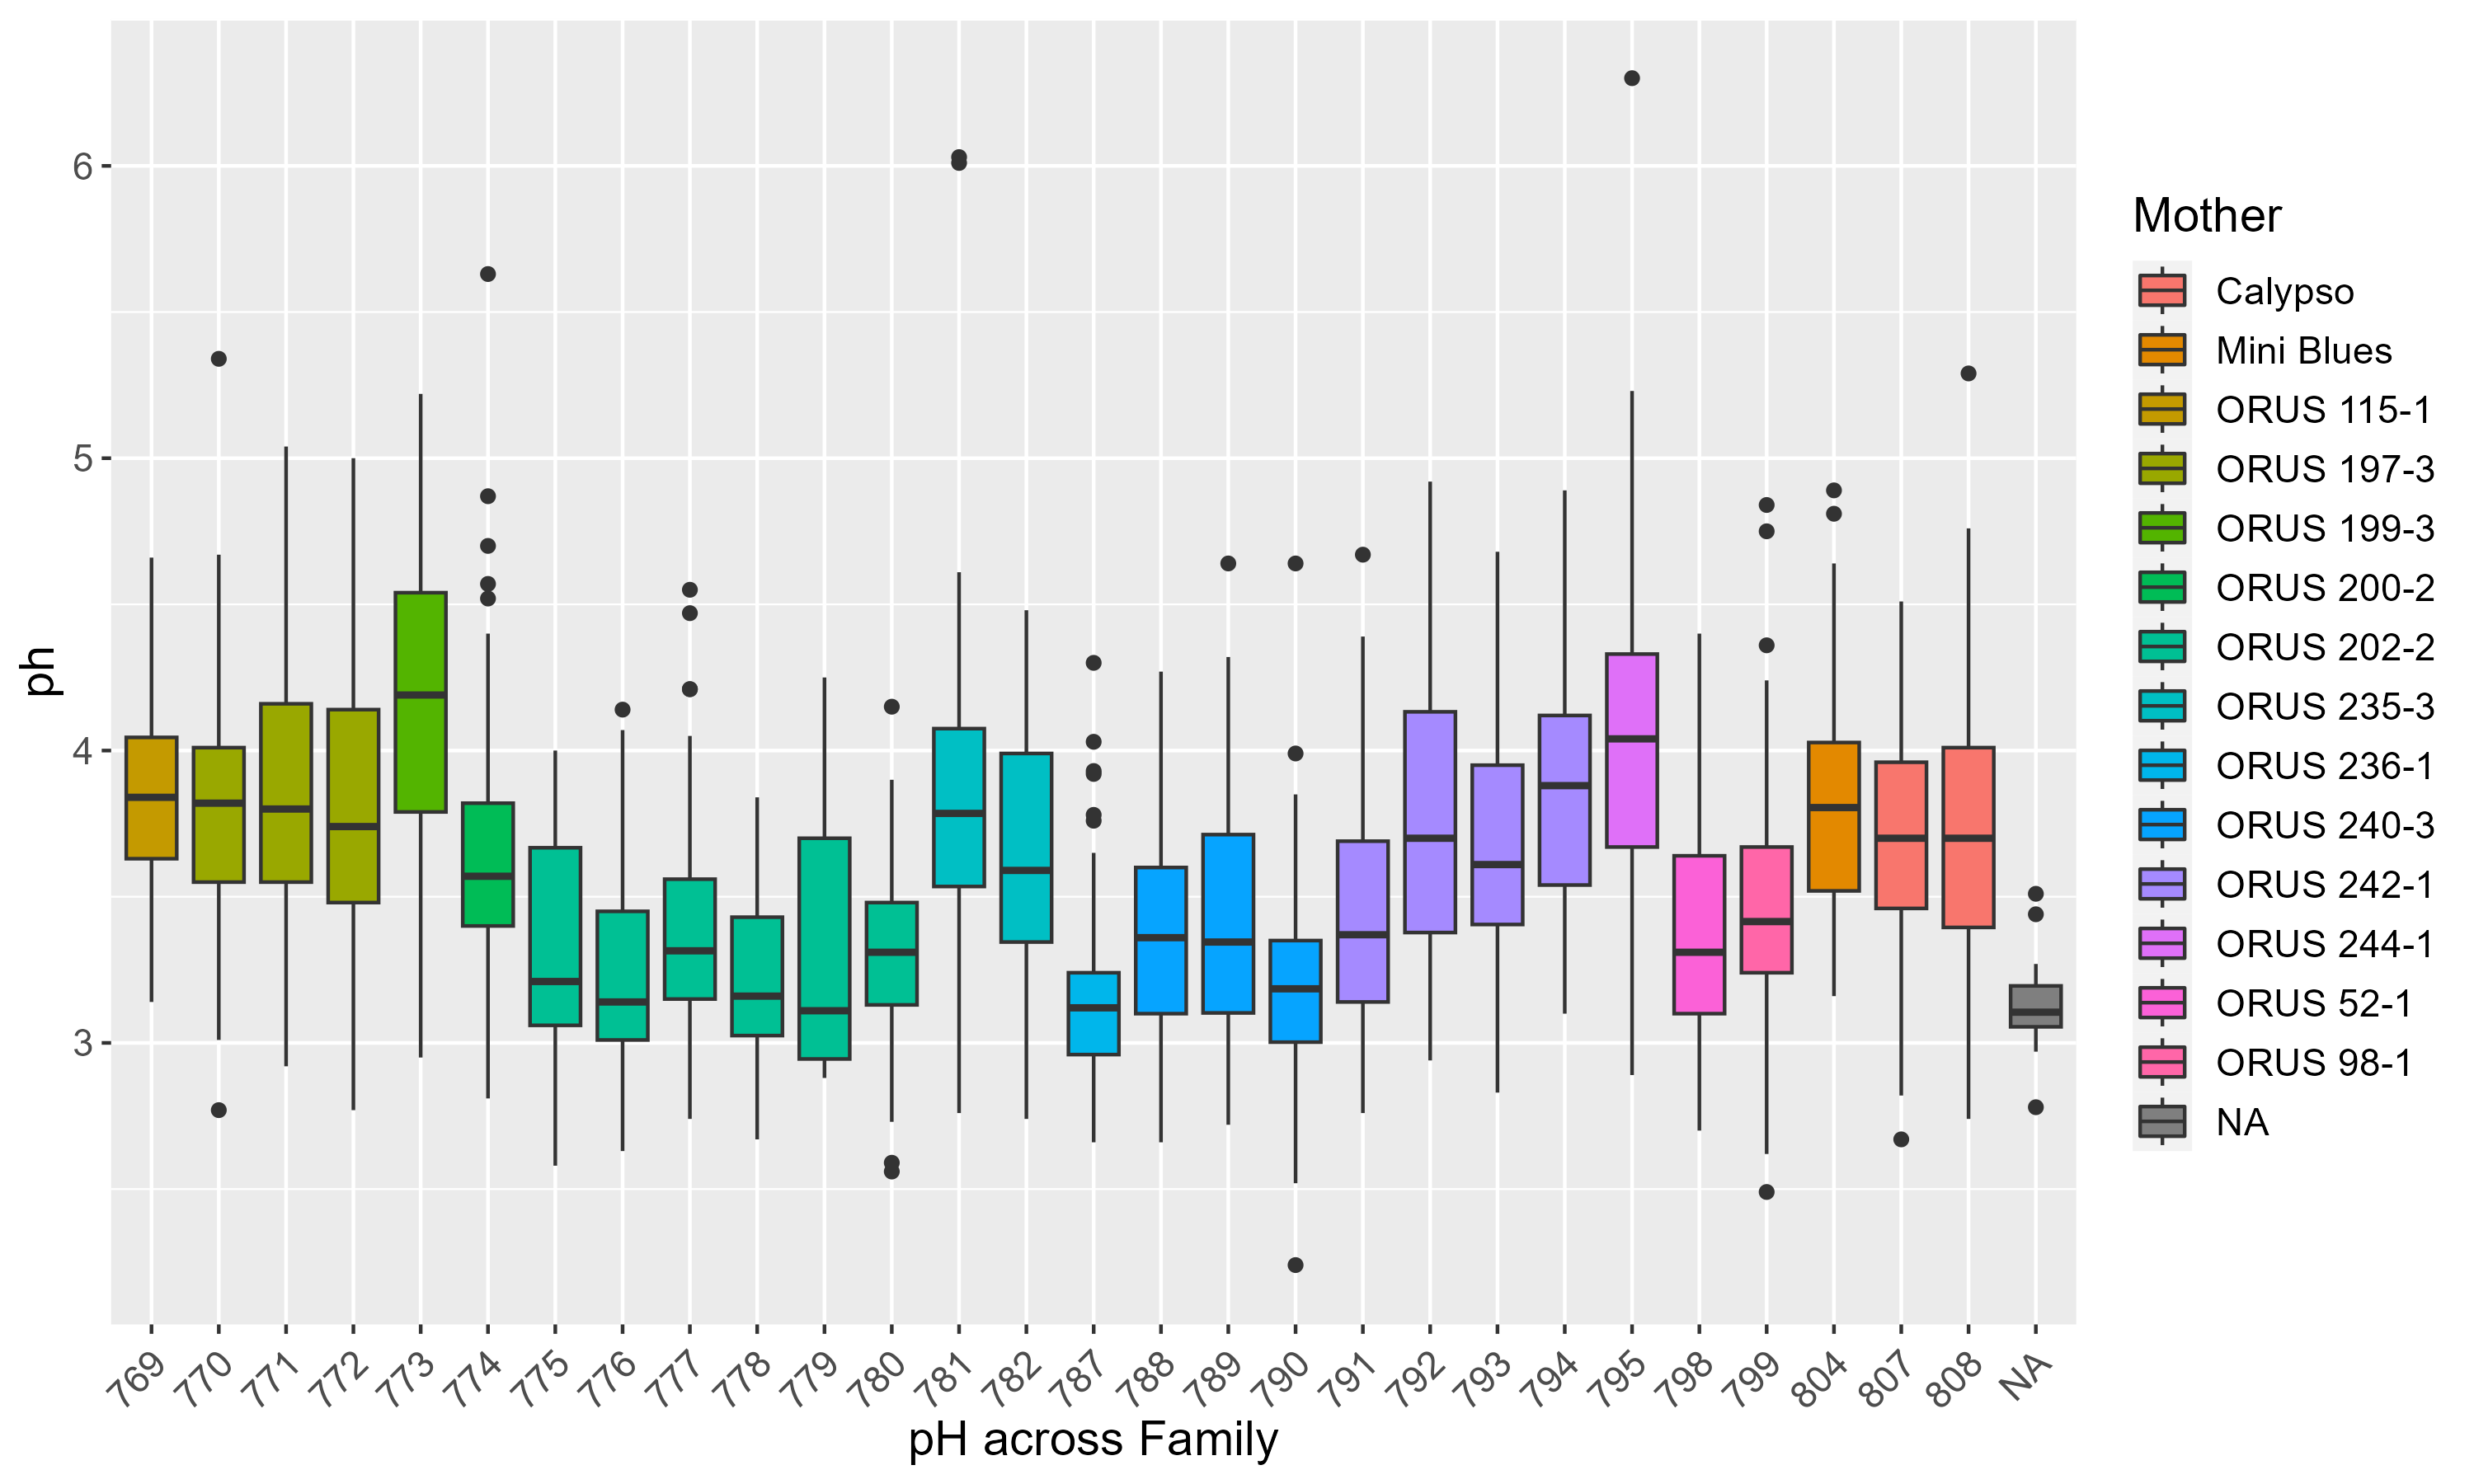 6
5
4
3
ph
769 770 771 772 773 774 775 776 777 778 779 780 781 782 787 788 789 790 791 792 793 794 795 798 799 804 807 808 NA
pH across Family
Mother
Calypso
Mini Blues
ORUS 115-1
ORUS 197-3
ORUS 199-3
ORUS 200-2
ORUS 202-2
ORUS 235-3
ORUS 236-1
ORUS 240-3
ORUS 242-1
ORUS 244-1
ORUS 52-1
ORUS 98-1
NA